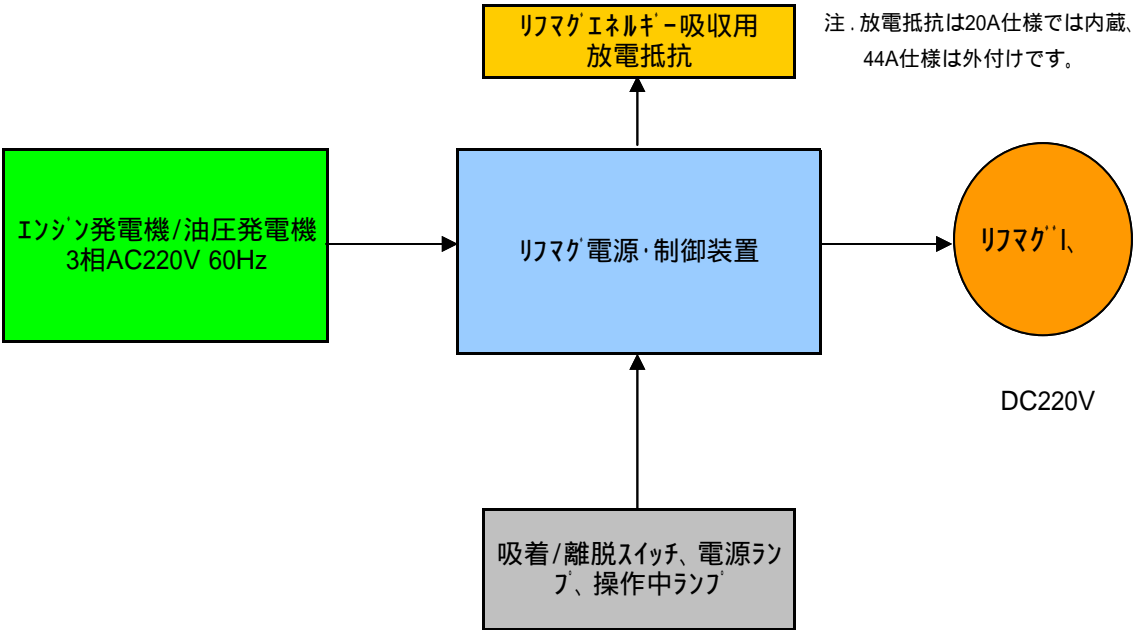 ﾘﾌﾏｸﾞｴﾈﾙｷﾞｰ吸収用
放電抵抗
注．放電抵抗は20A仕様では内蔵、
44A仕様は外付けです。
ｴﾝｼﾞﾝ発電機/油圧発電機
3相AC220V 60Hz
ﾘﾌﾏｸﾞ電源･制御装置
ﾘﾌﾏｸﾞﾞI、
DC220V
吸着/離脱ｽｲｯﾁ、電源ﾗﾝ
ﾌﾟ、操作中ﾗﾝﾌﾟ